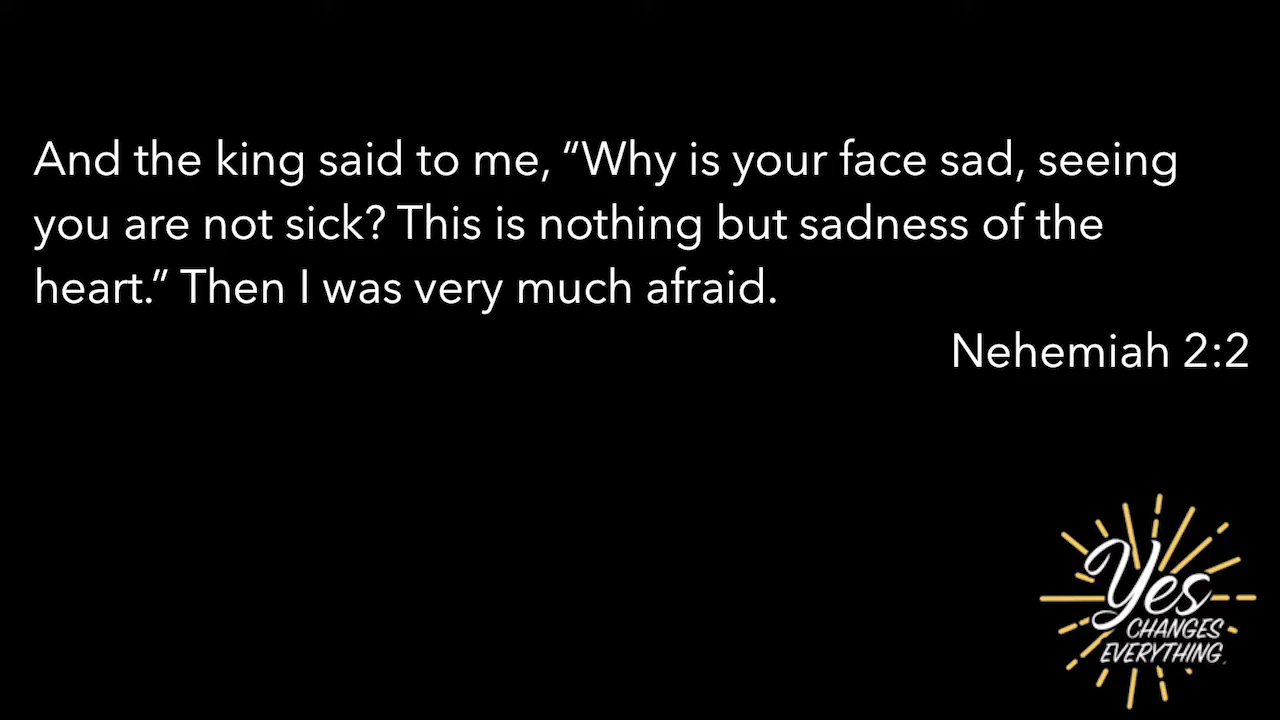 And the king said to me, “Why is your face sad, seeing
you are not sick? This is nothing but sadness of the
heart.” Then I was very much afraid.
Nehemiah 2:2
Yes
CHANGES
EVERYTHING.